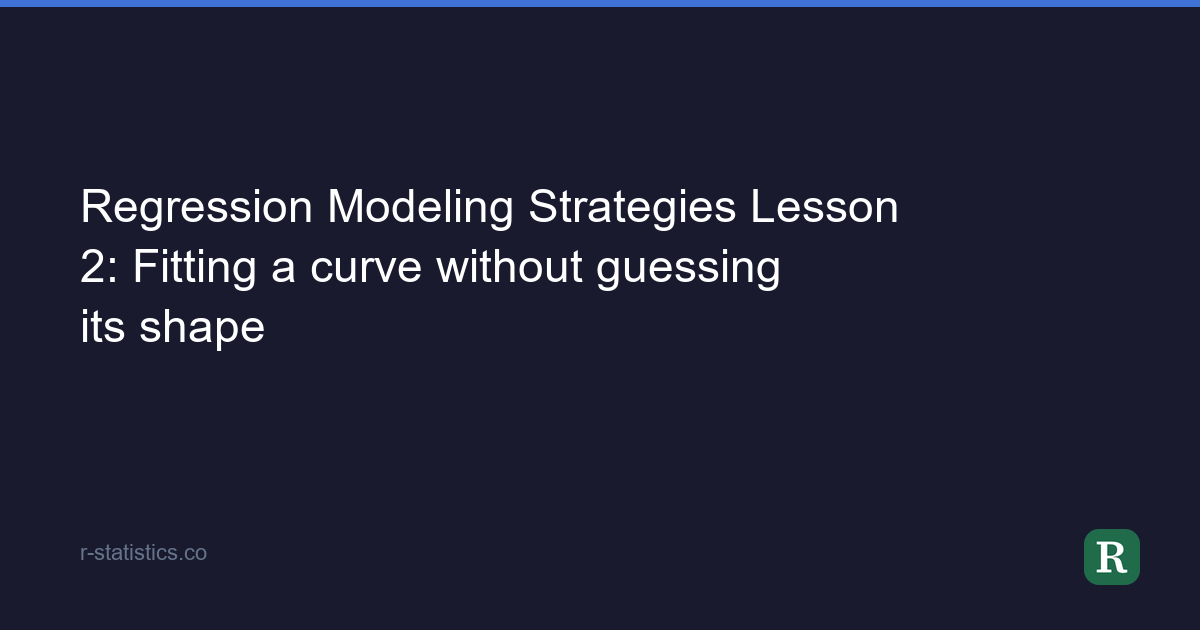 Regression Modeling Strategies Lesson
2: Fitting a curve without guessing
its shape
r-statistics.co
R